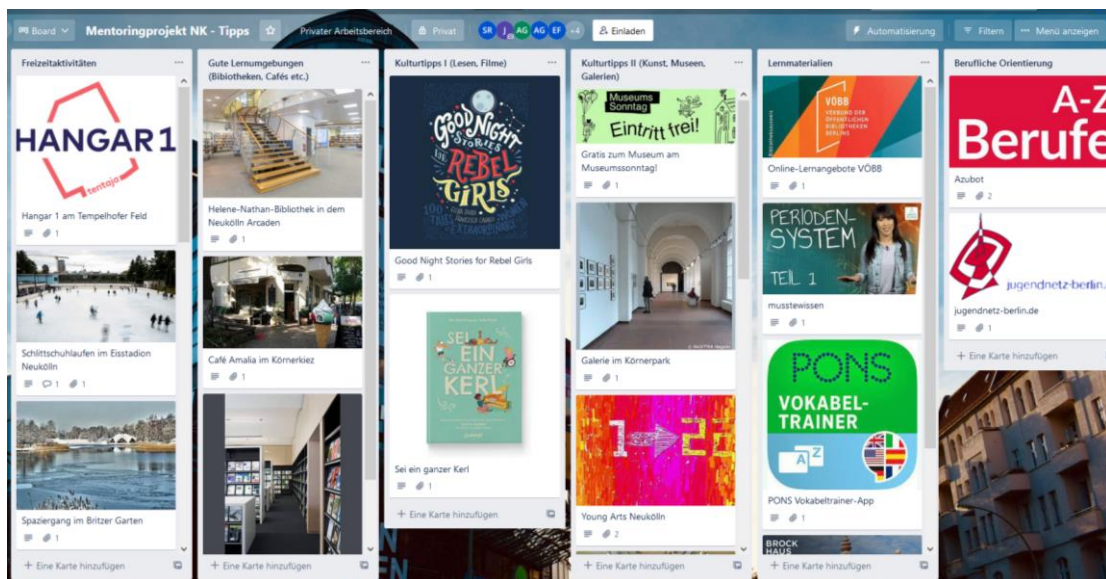 Board
Mentoringprojekt NK - Tipps
Privater Arbeitsbereich
Privat
SR
J
AG
AG
EF
+4
Einladen
Automatisierung
Filtern
Menü anzeigen
Freizeitaktivitäten
HANGAR 1
tentaja
Hangar 1 am Tempelhofer Feld
1
Schlittschuhlaufen im Eisstadion
Neukölln
1
1
Spaziergang im Britzer Garten
+ Eine Karte hinzufügen
Gute Lernumgebungen
(Bibiotheken, Cafés etc.)
Helene-Nathan-Bibliothek in dem
Neukölln Arcaden
1
Café Amalia im Körnerkiez
1
+ Eine Karte hinzufügen
Kulturtipps I (Lesen, Filme)
GOOD NIGHT
STORIES
FOR
REBEL
GIRLS
Good Night Stories for Rebel Girls
1
SEI
EIN
GANZER
KERL
Sei ein ganzer Kerl
1
+ Eine Karte hinzufügen
Kulturtipps II (Kunst, Museen,
Galerien)
Museums
Sonntag
Eintritt frei!
Gratis zum Museum am
Museumssonntag!
1
Galerie im Körnerpark
1
Young Arts Neukölln
2
+ Eine Karte hinzufügen
Lernmaterialien
VÖBB
VERBUND DER
ÖFFENTLICHEN
BIBLIOTHEKEN
BERLINS
Online-Lernangebote VÖBB
1
PERIODEN-
SYSTEM
TEIL 1
musstewissen
1
PONS
VOKABEL-
TRAINER
A
Z
PONS Vokabeltrainer-App
1
BROCK
HAUS
+ Eine Karte hinzufügen
Berufliche Orientierung
A-Z
Berufe
Azubot
2
jugendnetz-berlin.
jugendnetz-berlin.de
1
+ Eine Karte hinzufügen